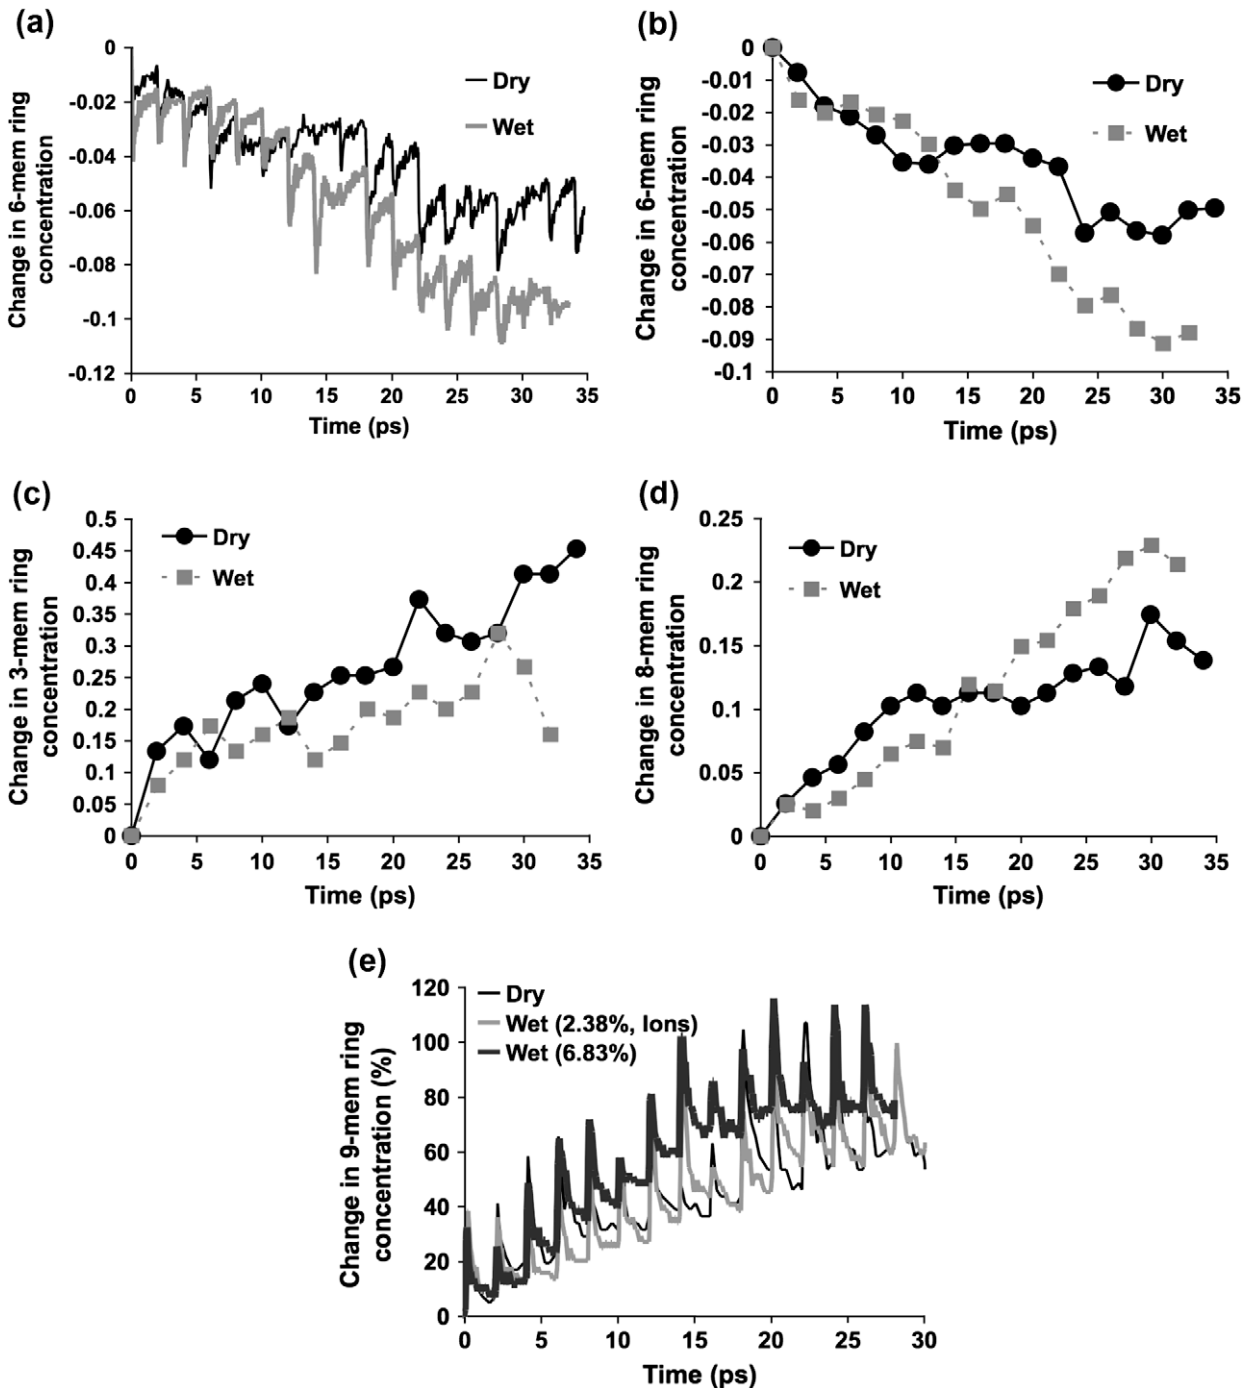 (a)
Change in 6-mem ring
concentration
0
-0.02
-0.04
-0.06
-0.08
-0.1
-0.12
Dry
Wet
0 5 10 15 20 25 30 35
Time (ps)
(b)
Change in 6-mem ring
concentration
0
-0.01
-0.02
-0.03
-0.04
-0.05
-0.06
-0.07
-0.08
-0.09
-0.1
Dry
Wet
0 5 10 15 20 25 30 35
Time (ps)
(c)
Change in 3-mem ring
concentration
0.5
0.45
0.4
0.35
0.3
0.25
0.2
0.15
0.1
0.05
0
Dry
Wet
0 5 10 15 20 25 30 35
Time (ps)
(d)
Change in 8-mem ring
concentration
0.25
0.2
0.15
0.1
0.05
0
Dry
Wet
0 5 10 15 20 25 30 35
Time (ps)
(e)
Change in 9-mem ring
concentration (%)
120
100
80
60
40
20
0
Dry
Wet (2.38%, Ions)
Wet (6.83%)
0 5 10 15 20 25 30
Time (ps)